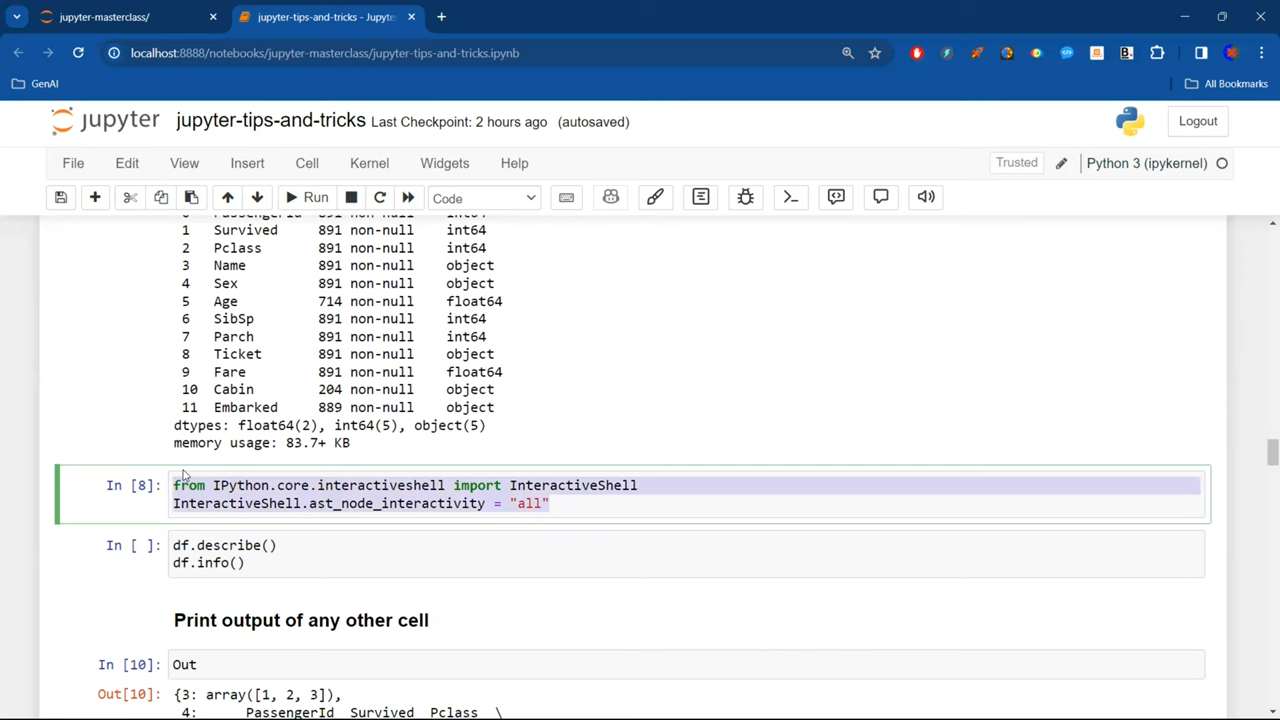 jupyter-masterclass/
jupyter-tips-and-tricks - Jupyte
localhost:8888/notebooks/jupyter-masterclass/jupyter-tips-and-tricks.ipynb
GenAI
All Bookmarks
jupyter jupyter-tips-and-tricks Last Checkpoint: 2 hours ago (autosaved)
Logout
File Edit View Insert Cell Kernel Widgets Help
Trusted Python 3 (ipykernel)
Run Code
0 PassengerId 891 non-null int64
1 Survived 891 non-null int64
2 Pclass 891 non-null int64
3 Name 891 non-null object
4 Sex 891 non-null object
5 Age 714 non-null float64
6 SibSp 891 non-null int64
7 Parch 891 non-null int64
8 Ticket 891 non-null object
9 Fare 891 non-null float64
10 Cabin 204 non-null object
11 Embarked 889 non-null object
dtypes: float64(2), int64(5), object(5)
memory usage: 83.7+ KB
In [8]: from IPython.core.interactiveshell import InteractiveShell
InteractiveShell.ast_node_interactivity = "all"
In [ ]: df.describe()
df.info()
Print output of any other cell
In [10]: Out
Out[10]: {3: array([1, 2, 3]),
4: PassengerId Survived Pclass \